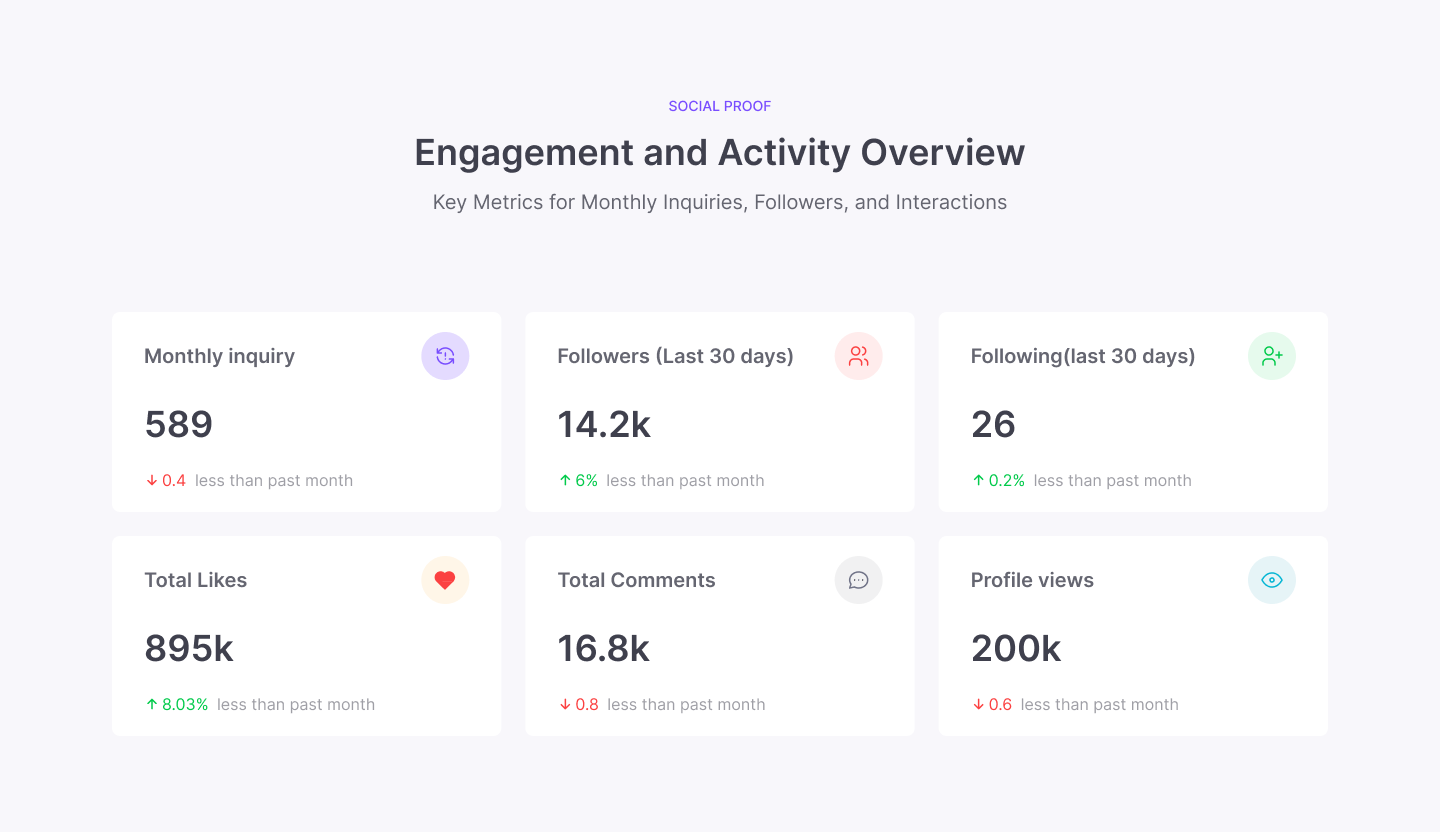 SOCIAL PROOF
Engagement and Activity Overview
Key Metrics for Monthly Inquiries, Followers, and Interactions
Monthly inquiry
589
↓ 0.4 less than past month
Followers (Last 30 days)
14.2k
↑ 6% less than past month
Following(last 30 days)
26
↑ 0.2% less than past month
Total Likes
895k
↑ 8.03% less than past month
Total Comments
16.8k
↓ 0.8 less than past month
Profile views
200k
↓ 0.6 less than past month